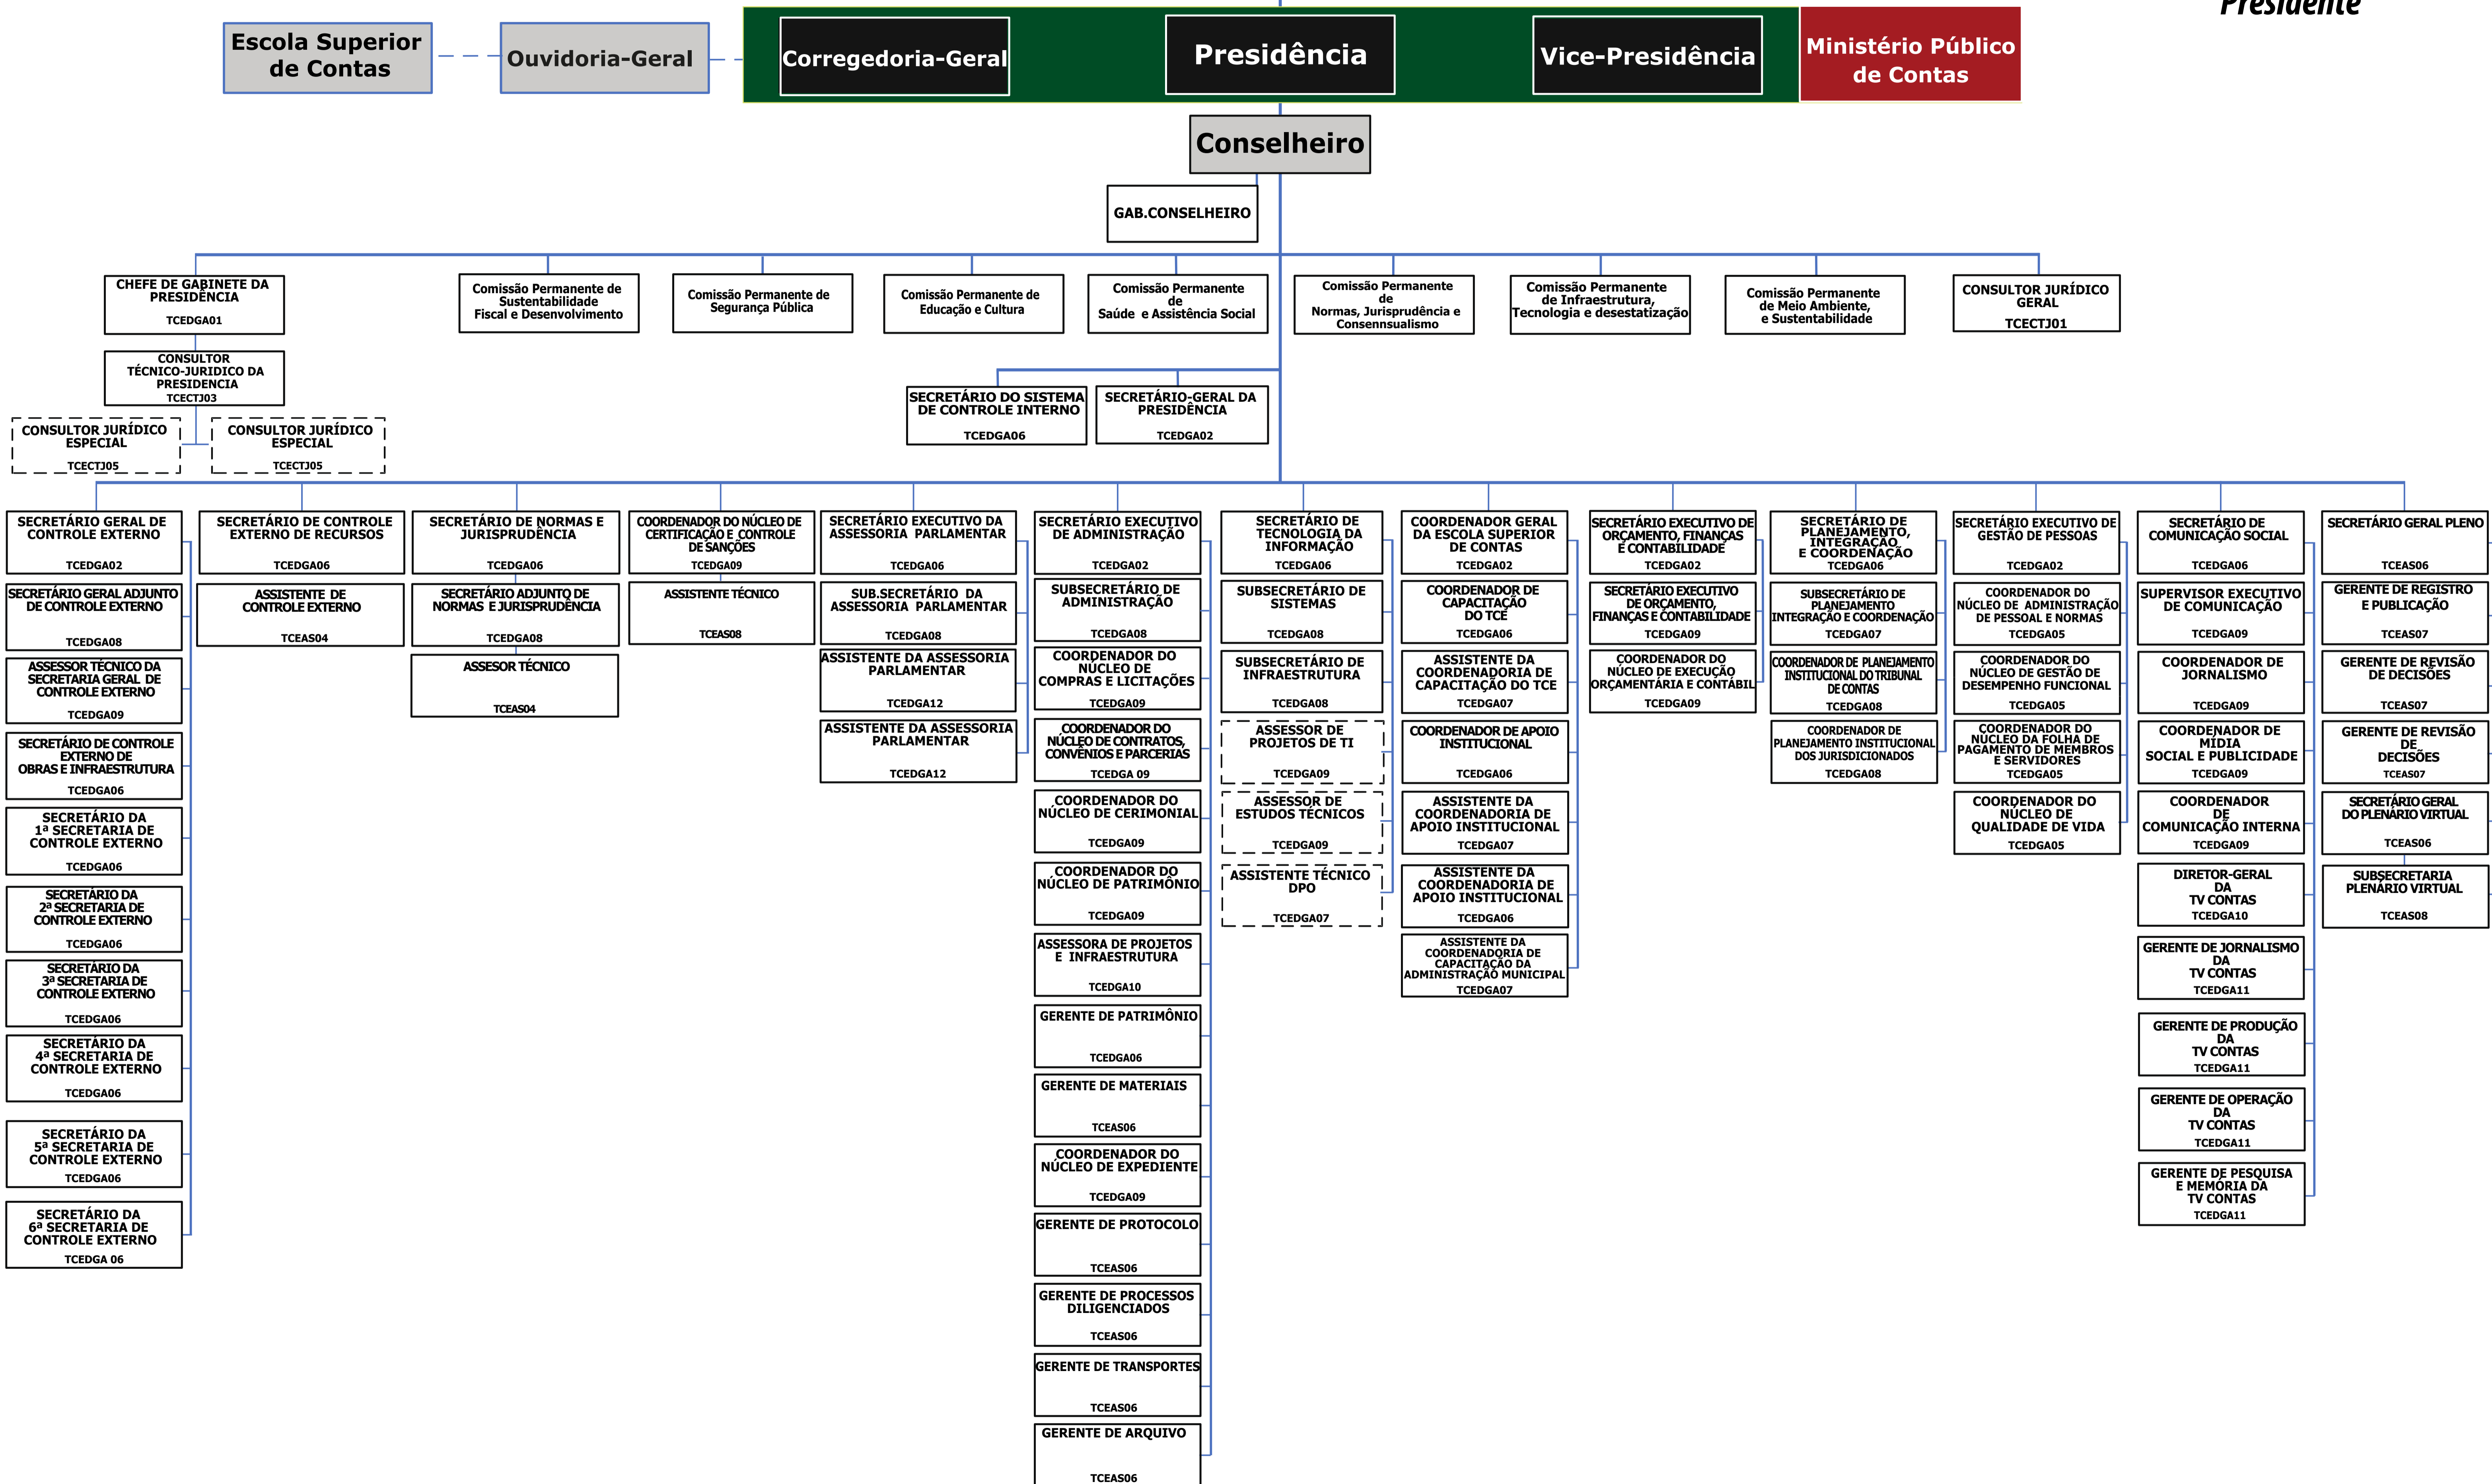 Presidente
Escola Superior
de Contas
Ouvidoria-Geral
Corregedoria-Geral
Presidência
Vice-Presidência
Ministério Público
de Contas
Conselheiro
GAB.CONSELHEIRO
CHEFE DE GABINETE DA
PRESIDÊNCIA
TCEDGA01
Comissão Permanente de
Sustentabilidade
Fiscal e Desenvolvimento
Comissão Permanente de
Segurança Pública
Comissão Permanente de
Educação e Cultura
Comissão Permanente
de
Saúde e Assistência Social
Comissão Permanente
de
Normas, Jurisprudência e
Consennsualismo
Comissão Permanente
de Infraestrutura,
Tecnologia e desestatização
Comissão Permanente
de Meio Ambiente,
e Sustentabilidade
CONSULTOR JURÍDICO
GERAL
TCECTJ01
CONSULTOR
TÉCNICO-JURIDICO DA
PRESIDENCIA
TCECTJ03
CONSULTOR JURÍDICO
ESPECIAL
TCECTJ05
CONSULTOR JURÍDICO
ESPECIAL
TCECTJ05
SECRETÁRIO DO SISTEMA
DE CONTROLE INTERNO
TCEDGA06
SECRETÁRIO-GERAL DA
PRESIDÊNCIA
TCEDGA02
SECRETÁRIO GERAL DE
CONTROLE EXTERNO
TCEDGA02
SECRETÁRIO GERAL ADJUNTO
DE CONTROLE EXTERNO
TCEDGA08
ASSESSOR TÉCNICO DA
SECRETARIA GERAL DE
CONTROLE EXTERNO
TCEDGA09
SECRETÁRIO DE CONTROLE
EXTERNO DE
OBRAS E INFRAESTRUTURA
TCEDGA06
SECRETÁRIO DA
1ª SECRETARIA DE
CONTROLE EXTERNO
TCEDGA06
SECRETÁRIO DA
2ª SECRETARIA DE
CONTROLE EXTERNO
TCEDGA06
SECRETÁRIO DA
3ª SECRETARIA DE
CONTROLE EXTERNO
TCEDGA06
SECRETÁRIO DA
4ª SECRETARIA DE
CONTROLE EXTERNO
TCEDGA06
SECRETÁRIO DA
5ª SECRETARIA DE
CONTROLE EXTERNO
TCEDGA06
SECRETÁRIO DA
6ª SECRETARIA DE
CONTROLE EXTERNO
TCEDGA 06
SECRETÁRIO DE CONTROLE
EXTERNO DE RECURSOS
TCEDGA06
ASSISTENTE DE
CONTROLE EXTERNO
TCEAS04
SECRETÁRIO DE NORMAS E
JURISPRUDÊNCIA
TCEDGA06
SECRETÁRIO ADJUNTO DE
NORMAS E JURISPRUDÊNCIA
TCEDGA08
ASSESOR TÉCNICO
TCEAS04
COORDENADOR DO NÚCLEO DE
CERTIFICAÇÃO E CONTROLE
DE SANÇÕES
TCEDGA09
ASSISTENTE TÉCNICO
TCEAS08
SECRETÁRIO EXECUTIVO DA
ASSESSORIA PARLAMENTAR
TCEDGA06
SUB.SECRETÁRIO DA
ASSESSORIA PARLAMENTAR
TCEDGA08
ASSISTENTE DA ASSESSORIA
PARLAMENTAR
TCEDGA12
ASSISTENTE DA ASSESSORIA
PARLAMENTAR
TCEDGA12
SECRETÁRIO EXECUTIVO
DE ADMINISTRAÇÃO
TCEDGA02
SUBSECRETÁRIO DE
ADMINISTRAÇÃO
TCEDGA08
COORDENADOR DO
NÚCLEO DE
COMPRAS E LICITAÇÕES
TCEDGA09
COORDENADOR DO
NÚCLEO DE CONTRATOS,
CONVÊNIOS E PARCERIAS
TCEDGA 09
COORDENADOR DO
NÚCLEO DE CERIMONIAL
TCEDGA09
COORDENADOR DO
NÚCLEO DE PATRIMÔNIO
TCEDGA09
ASSESSORA DE PROJETOS
E INFRAESTRUTURA
TCEDGA10
GERENTE DE PATRIMÔNIO
TCEDGA06
GERENTE DE MATERIAIS
TCEAS06
COORDENADOR DO
NÚCLEO DE EXPEDIENTE
TCEDGA09
GERENTE DE PROTOCOLO
TCEAS06
GERENTE DE PROCESSOS
DILIGENCIADOS
TCEAS06
GERENTE DE TRANSPORTES
TCEAS06
GERENTE DE ARQUIVO
TCEAS06
SECRETÁRIO DE
TECNOLOGIA DA
INFORMAÇÃO
TCEDGA06
SUBSECRETÁRIO DE
SISTEMAS
TCEDGA08
SUBSECRETÁRIO DE
INFRAESTRUTURA
TCEDGA08
ASSESSOR DE
PROJETOS DE TI
TCEDGA09
ASSESSOR DE
ESTUDOS TÉCNICOS
TCEDGA09
ASSISTENTE TÉCNICO
DPO
TCEDGA07
COORDENADOR GERAL
DA ESCOLA SUPERIOR
DE CONTAS
TCEDGA02
COORDENADOR DE
CAPACITAÇÃO
DO TCE
TCEDGA06
ASSISTENTE DA
COORDENADORIA DE
CAPACITAÇÃO DO TCE
TCEDGA07
COORDENADOR DE APOIO
INSTITUCIONAL
TCEDGA06
ASSISTENTE DA
COORDENADORIA DE
APOIO INSTITUCIONAL
TCEDGA07
ASSISTENTE DA
COORDENADORIA DE
APOIO INSTITUCIONAL
TCEDGA06
ASSISTENTE DA
COORDENADORIA DE
CAPACITAÇÃO DA
ADMINISTRAÇÃO MUNICIPAL
TCEDGA07
SECRETÁRIO EXECUTIVO DE
ORÇAMENTO, FINANÇAS
E CONTABILIDADE
TCEDGA02
SECRETÁRIO EXECUTIVO
DE ORÇAMENTO,
FINANÇAS E CONTABILIDADE
TCEDGA09
COORDENADOR DO
NÚCLEO DE EXECUÇÃO
ORÇAMENTÁRIA E CONTÁBIL
TCEDGA09
SECRETÁRIO DE
PLANEJAMENTO,
INTEGRAÇÃO
E COORDENAÇÃO
TCEDGA06
SUBSECRETÁRIO DE
PLANEJAMENTO
INTEGRAÇÃO E COORDENAÇÃO
TCEDGA07
COORDENADOR DE PLANEJAMENTO
INSTITUCIONAL DO TRIBUNAL
DE CONTAS
TCEDGA08
COORDENADOR DE
PLANEJAMENTO INSTITUCIONAL
DOS JURISDICIONADOS
TCEDGA08
SECRETÁRIO EXECUTIVO DE
GESTÃO DE PESSOAS
TCEDGA02
COORDENADOR DO
NÚCLEO DE ADMINISTRAÇÃO
DE PESSOAL E NORMAS
TCEDGA05
COORDENADOR DO
NÚCLEO DE GESTÃO DE
DESEMPENHO FUNCIONAL
TCEDGA05
COORDENADOR DO
NÚCLEO DA FOLHA DE
PAGAMENTO DE MEMBROS
E SERVIDORES
TCEDGA05
COORDENADOR DO
NÚCLEO DE
QUALIDADE DE VIDA
TCEDGA05
SECRETÁRIO DE
COMUNICAÇÃO SOCIAL
TCEDGA06
SUPERVISOR EXECUTIVO
DE COMUNICAÇÃO
TCEDGA09
COORDENADOR DE
JORNALISMO
TCEDGA09
COORDENADOR DE
MÍDIA
SOCIAL E PUBLICIDADE
TCEDGA09
COORDENADOR
DE
COMUNICAÇÃO INTERNA
TCEDGA09
DIRETOR-GERAL
DA
TV CONTAS
TCEDGA10
GERENTE DE JORNALISMO
DA
TV CONTAS
TCEDGA11
GERENTE DE PRODUÇÃO
DA
TV CONTAS
TCEDGA11
GERENTE DE OPERAÇÃO
DA
TV CONTAS
TCEDGA11
GERENTE DE PESQUISA
E MEMÓRIA DA
TV CONTAS
TCEDGA11
SECRETÁRIO GERAL PLENO
TCEAS06
GERENTE DE REGISTRO
E PUBLICAÇÃO
TCEAS07
GERENTE DE REVISÃO
DE DECISÕES
TCEAS07
GERENTE DE REVISÃO
DE
DECISÕES
TCEAS07
SECRETÁRIO GERAL
DO PLENÁRIO VIRTUAL
TCEAS06
SUBSECRETARIA
PLENÁRIO VIRTUAL
TCEAS08